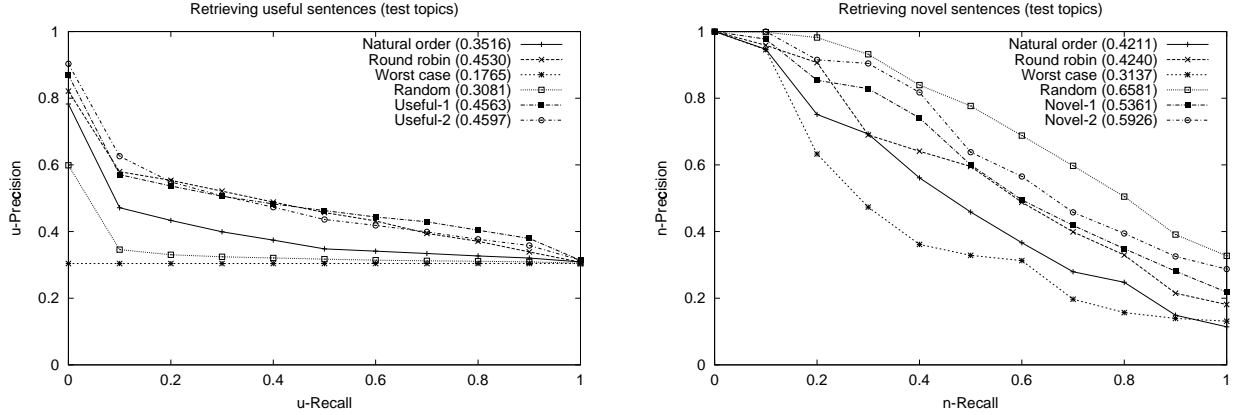 Retrieving useful sentences (test topics)
Natural order (0.3516)
Round robin (0.4530)
Worst case (0.1765)
Random (0.3081)
Useful-1 (0.4563)
Useful-2 (0.4597)
1
0.8
0.6
0.4
0.2
0
u-Precision
0 0.2 0.4 0.6 0.8 1
u-Recall
Retrieving novel sentences (test topics)
Natural order (0.4211)
Round robin (0.4240)
Worst case (0.3137)
Random (0.6581)
Novel-1 (0.5361)
Novel-2 (0.5926)
1
0.8
0.6
0.4
0.2
0
n-Precision
0 0.2 0.4 0.6 0.8 1
n-Recall